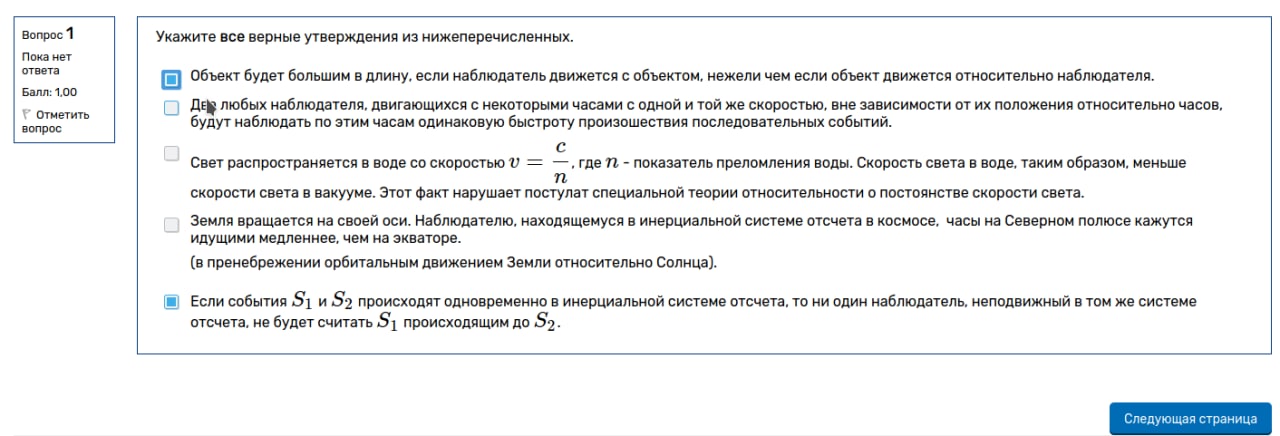 Вопрос 1
Пока нет
ответа
Балл: 1,00
Отметить
вопрос
Укажите все верные утверждения из нижеперечисленных.
Объект будет большим в длину, если наблюдатель движется с объектом, нежели чем если объект движется относительно наблюдателя.
Два любых наблюдателя, двигающихся с некоторыми часами с одной и той же скоростью, вне зависимости от их положения относительно часов,
будут наблюдать по этим часам одинаковую быстроту произошествия последовательных событий.
Свет распространяется в воде со скоростью v = c/n, где n - показатель преломления воды. Скорость света в воде, таким образом, меньше
скорости света в вакууме. Этот факт нарушает постулат специальной теории относительности о постоянстве скорости света.
Земля вращается на своей оси. Наблюдателю, находящемуся в инерциальной системе отсчета в космосе, часы на Северном полюсе кажутся
идущими медленнее, чем на экваторе.
(в пренебрежении орбитальным движением Земли относительно Солнца).
Если события S₁ и S₂ происходят одновременно в инерциальной системе отсчета, то ни один наблюдатель, неподвижный в том же системе
отсчета, не будет считать S₁ происходящим до S₂.
Следующая страница